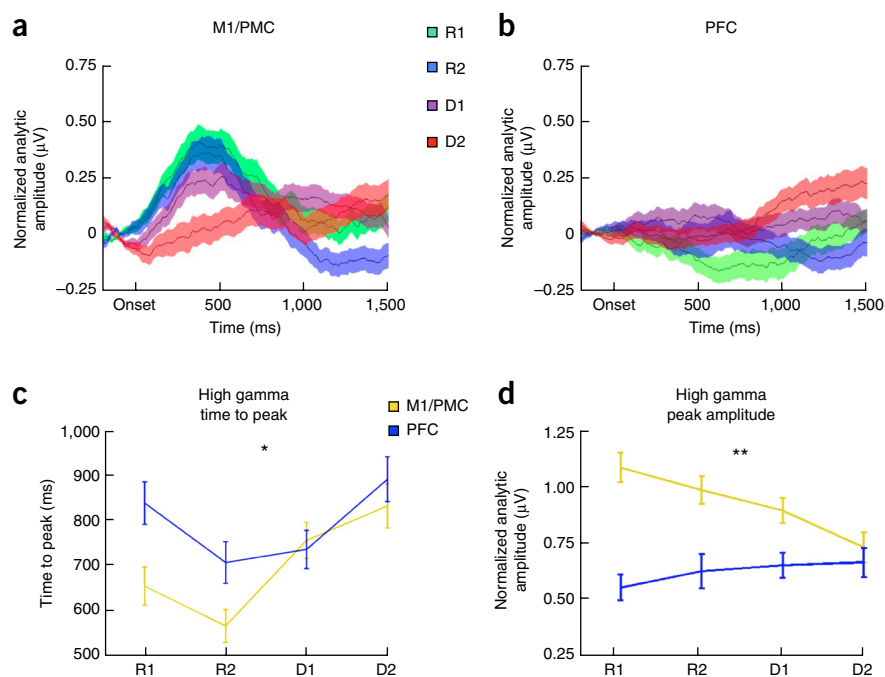 a
M1/PMC
R1
R2
D1
D2
b
PFC
Normalized analytic
amplitude (µV)
0.75
0.50
0.25
0
–0.25
Onset
500
1,000
1,500
Time (ms)
Normalized analytic
amplitude (µV)
0.75
0.50
0.25
0
–0.25
Onset
500
1,000
1,500
Time (ms)
c
High gamma
time to peak
M1/PMC
PFC
*
Time to peak (ms)
1,000
900
800
700
600
500
R1
R2
D1
D2
d
High gamma
peak amplitude
**
Normalized analytic
amplitude (µV)
1.25
1.00
0.75
0.50
0.25
R1
R2
D1
D2